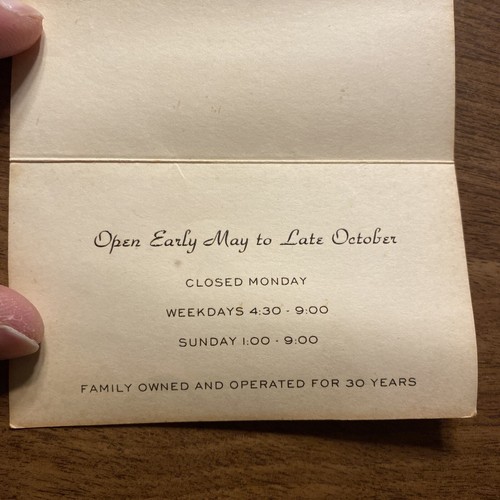 Open Early May to Late October
CLOSED MONDAY
WEEKDAYS 4:30 - 9:00
SUNDAY 1:00 - 9:00
FAMILY OWNED AND OPERATED FOR 30 YEARS